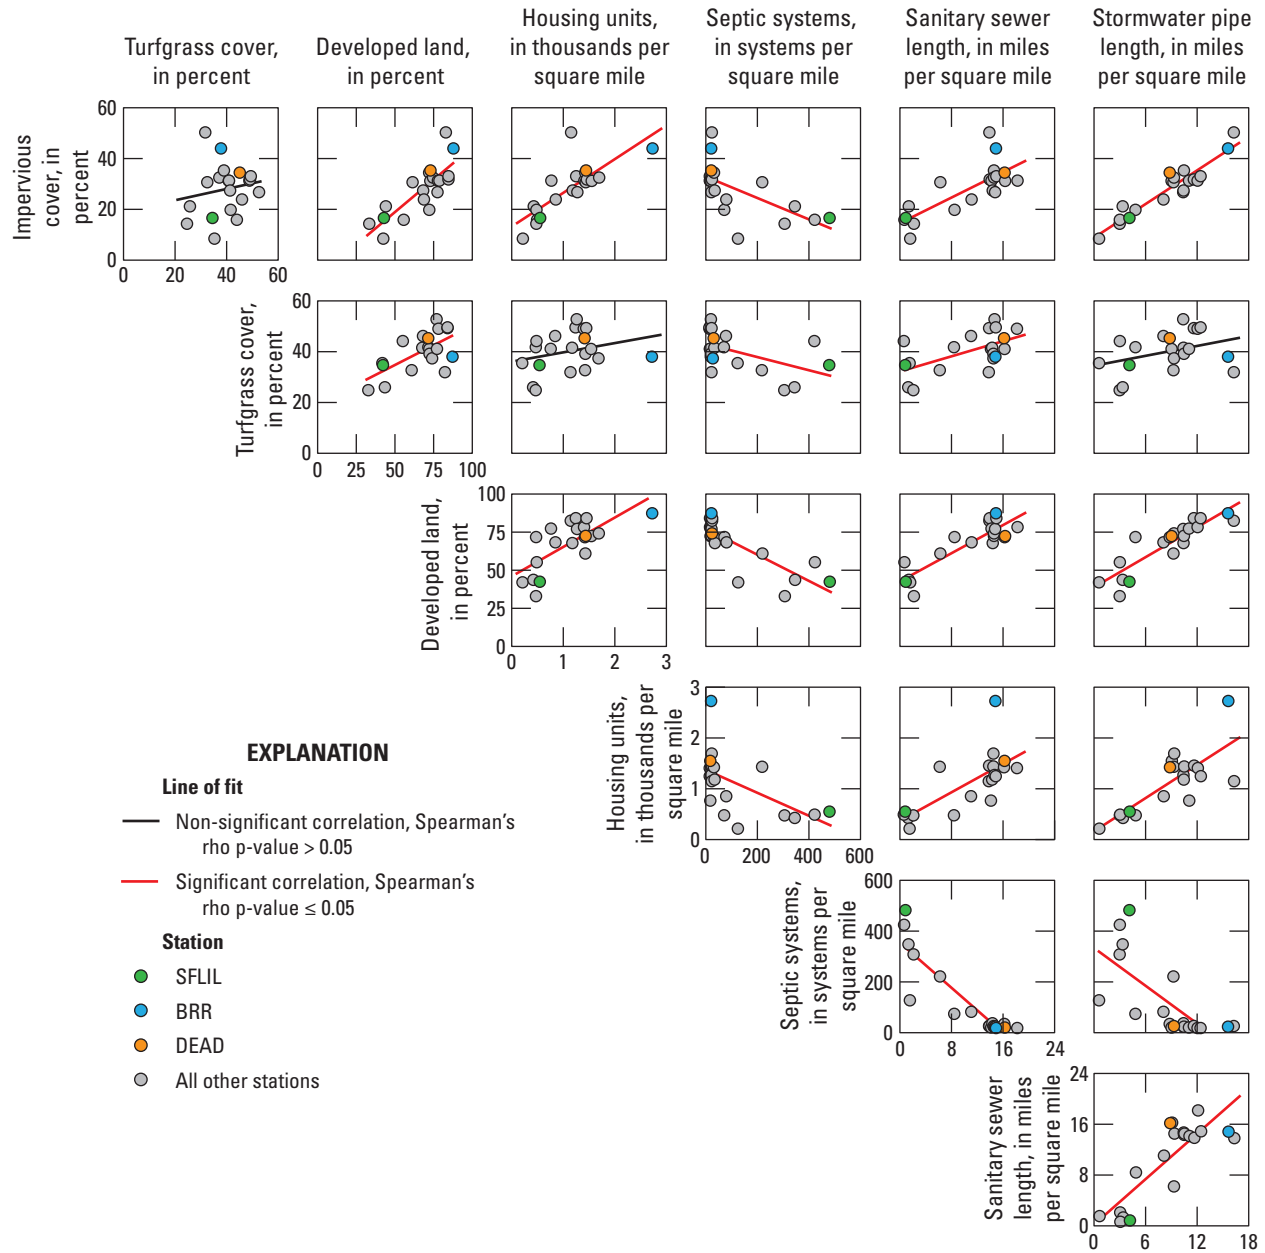 Turfgrass cover,
in percent
Developed land,
in percent
Housing units,
in thousands per
square mile
Septic systems,
in systems per
square mile
Sanitary sewer
length, in miles
per square mile
Stormwater pipe
length, in miles
per square mile
Impervious
cover, in
percent
60
40
20
0
0 20 40 60
Turfgrass cover,
in percent
60
40
20
0
0 25 50 75 100
Developed land,
in percent
100
75
50
25
0
0 1 2 3
Housing units,
in thousands per
square mile
3
2
1
0
0 200 400 600
Septic systems,
in systems per
square mile
600
400
200
0
0 8 16 24
Sanitary sewer
length, in miles
per square mile
24
16
8
0
0 6 12 18
EXPLANATION
Line of fit
Non-significant correlation, Spearman's
rho p-value > 0.05
Significant correlation, Spearman's
rho p-value ≤ 0.05
Station
SFLIL
BRR
DEAD
All other stations